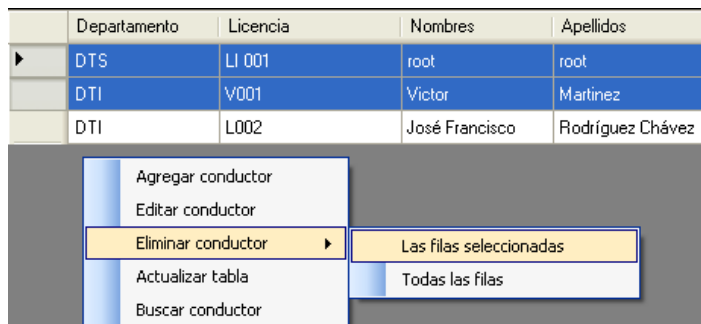 Departamento Licencia Nombres Apellidos
DTS LI 001 root root
DTI V001 Victor Martinez
DTI L002 José Francisco Rodríguez Chávez
Agregar conductor
Editar conductor
Eliminar conductor
Las filas seleccionadas
Actualizar tabla
Todas las filas
Buscar conductor